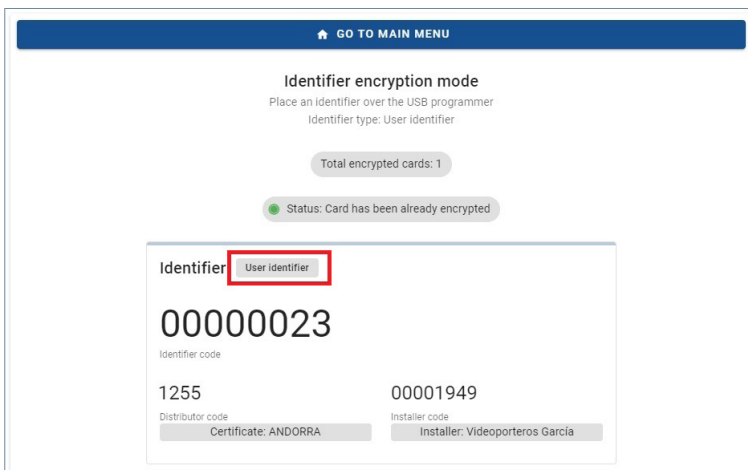 GO TO MAIN MENU
Identifier encryption mode
Place an identifier over the USB programmer
Identifier type: User identifier
Total encrypted cards: 1
Status: Card has been already encrypted
Identifier User identifier
00000023
Identifier code
1255 00001949
Distributor code Installer code
Certificate: ANDORRA Installer: Videoporteros García